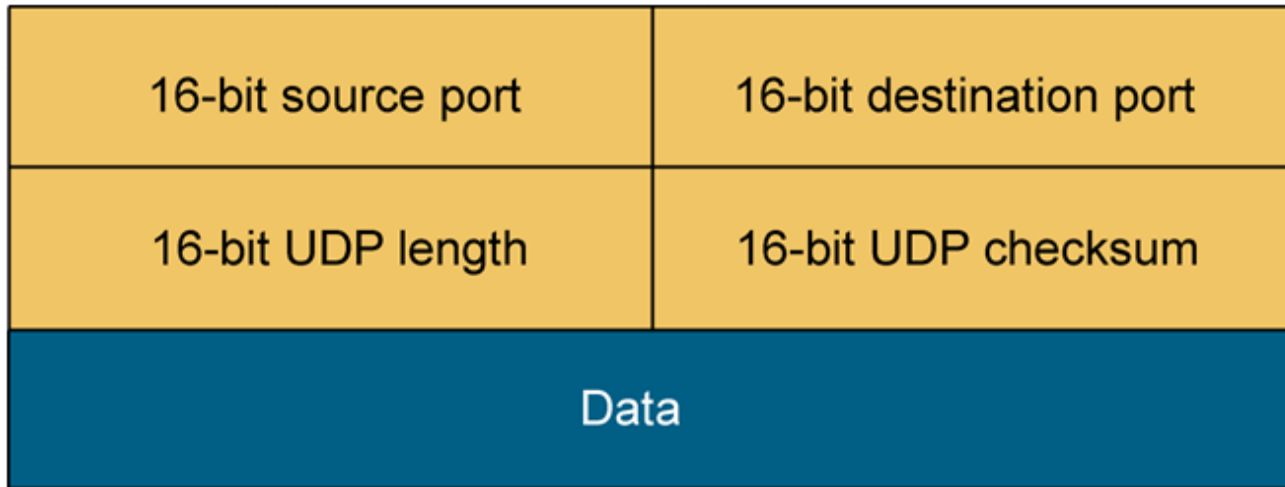 16-bit source port
16-bit destination port
16-bit UDP length
16-bit UDP checksum
Data